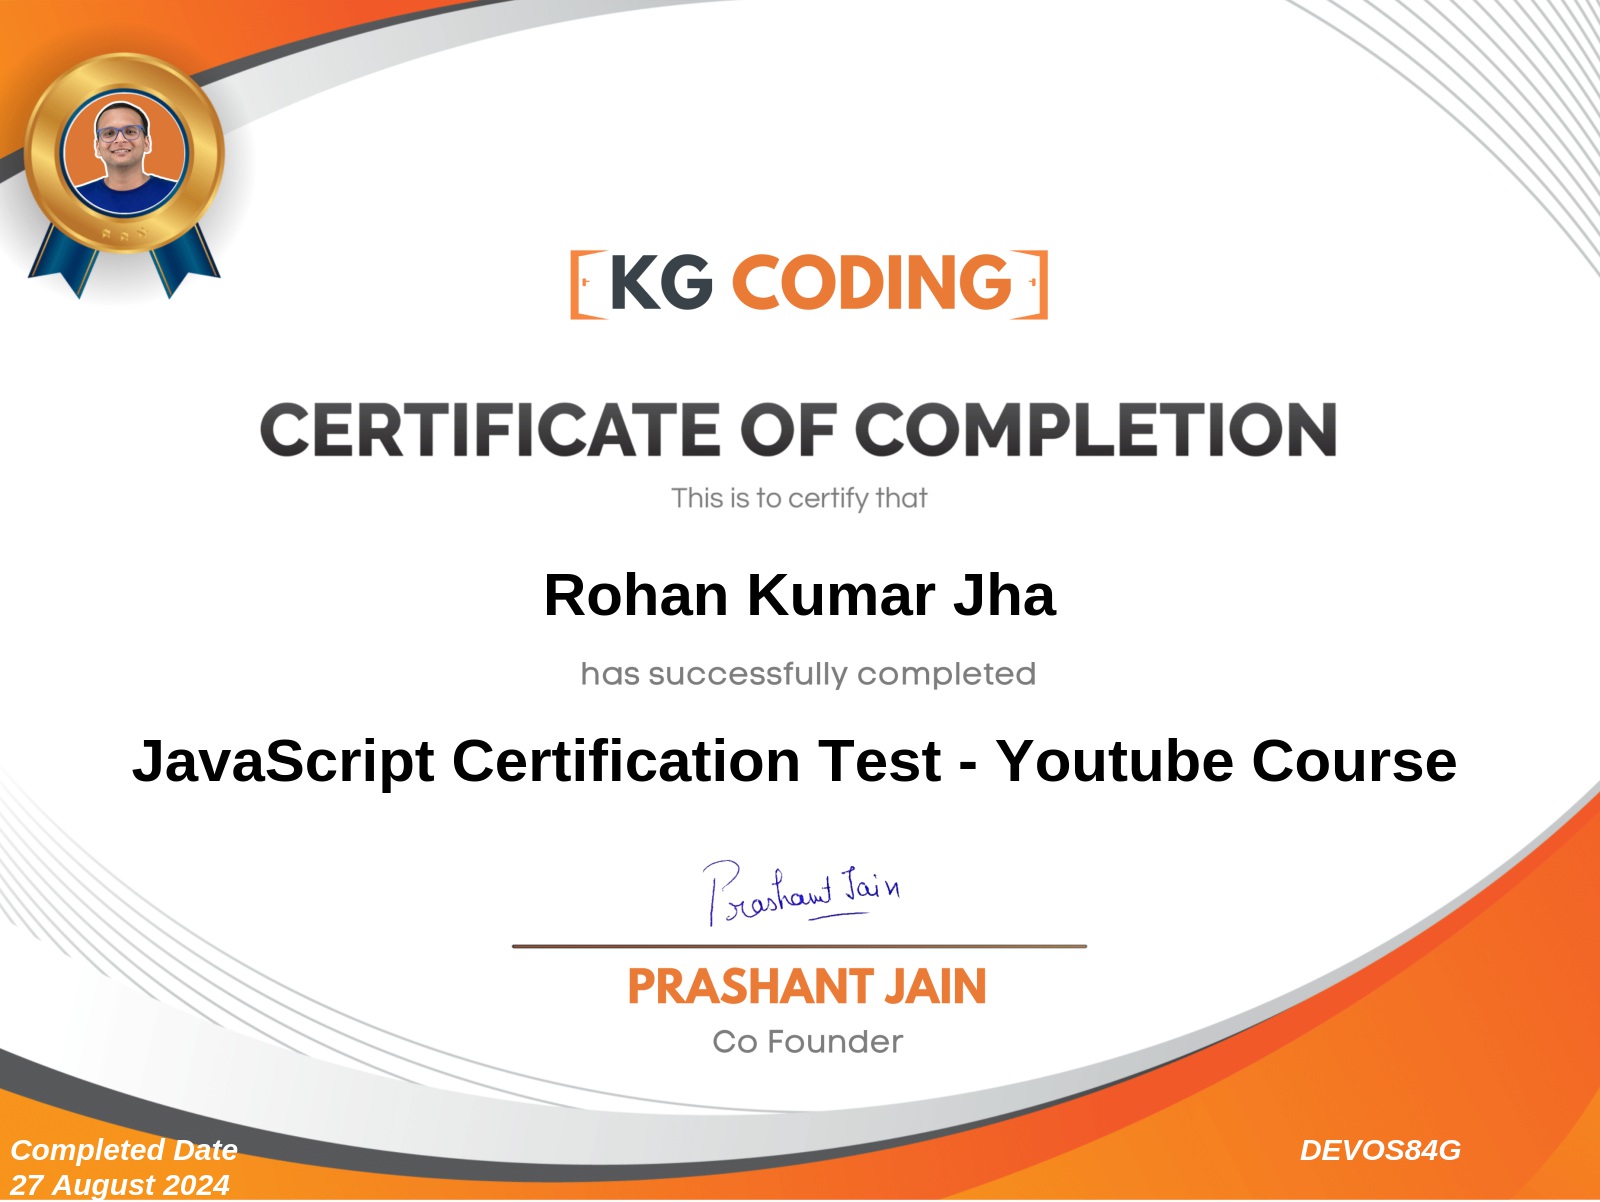 KG CODING
CERTIFICATE OF COMPLETION
This is to certify that
Rohan Kumar Jha
has successfully completed
JavaScript Certification Test - Youtube Course
Prashant Jain
PRASHANT JAIN
Co Founder
Completed Date
27 August 2024
DEVOS84G